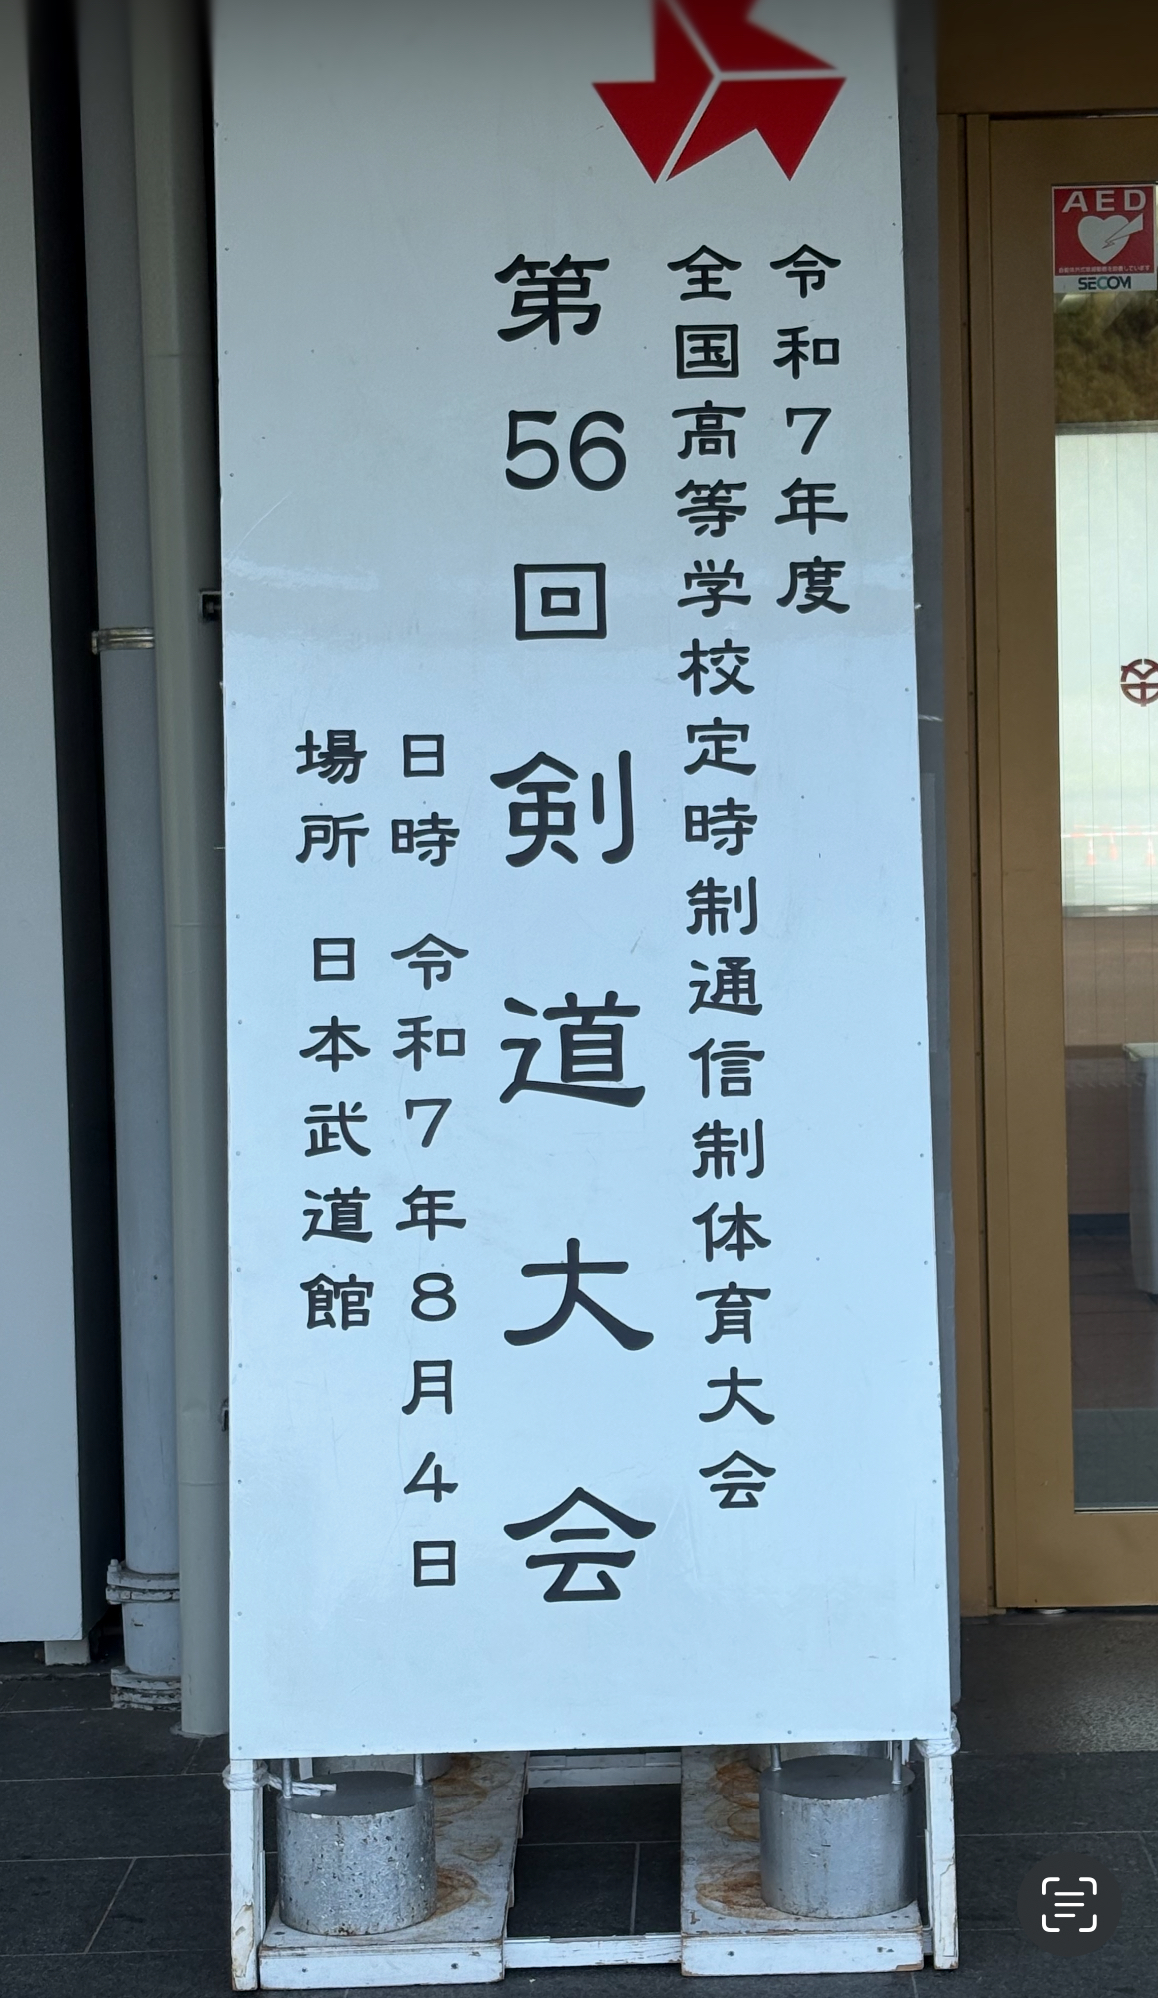 令和7年度
全国高等学校定時制通信制体育大会
第56回剣道大会
日時 令和7年8月4日
場所 日本武道館
AED
SECOM